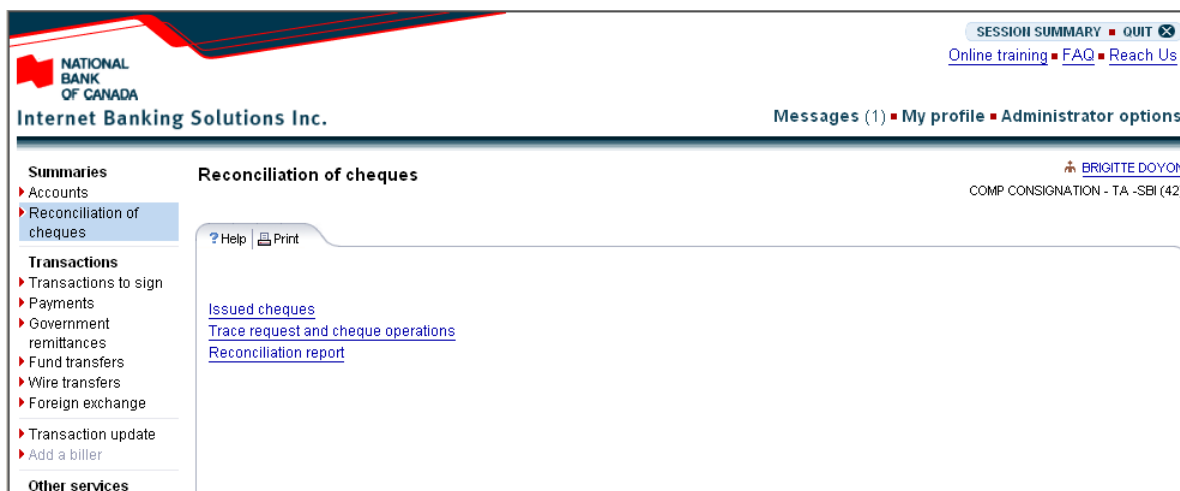 SESSION SUMMARY ▪ QUIT
Online training ▪ FAQ ▪ Reach Us
NATIONAL
BANK
OF CANADA
Internet Banking Solutions Inc.
Messages (1) ▪ My profile ▪ Administrator options
Summaries
Accounts
Reconciliation of
cheques
Transactions
Transactions to sign
Payments
Government
remittances
Fund transfers
Wire transfers
Foreign exchange
Transaction update
Add a biller
Other services
Reconciliation of cheques
BRIGITTE DOYON
COMP CONSIGNATION - TA -SBI (42)
? Help | Print
Issued cheques
Trace request and cheque operations
Reconciliation report